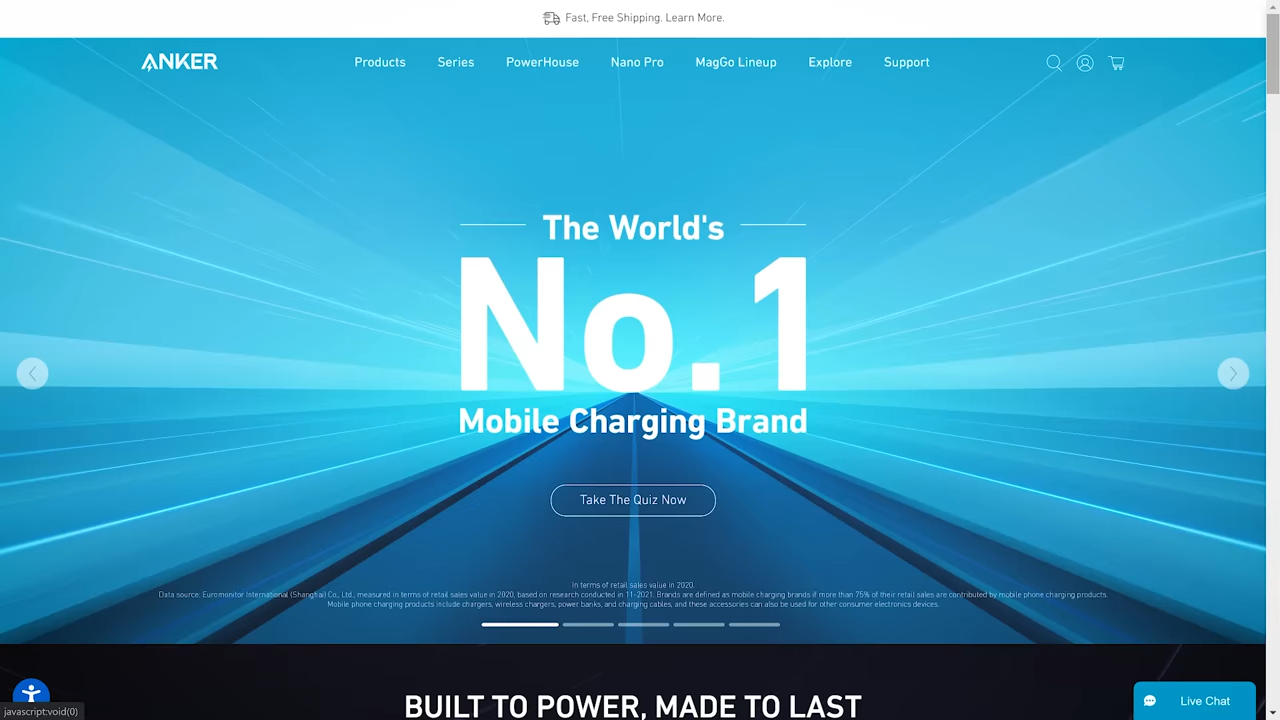 Fast, Free Shipping. Learn More.
ANKER
Products Series PowerHouse Nano Pro MagGo Lineup Explore Support
The World's
No.1
Mobile Charging Brand
Take The Quiz Now
In terms of retail sales value in 2020.
Data source: Euromonitor International (Shanghai) Co., Ltd., measured in terms of retail sales value in 2020, based on research conducted in 11-2021. Brands are defined as mobile charging brands if more than 75% of their retail sales are contributed by mobile phone charging products.
Mobile phone charging products include chargers, wireless chargers, power banks, and charging cables, and these accessories can also be used for other consumer electronics devices.
BUILT TO POWER, MADE TO LAST
Live Chat
javascript:void(0)